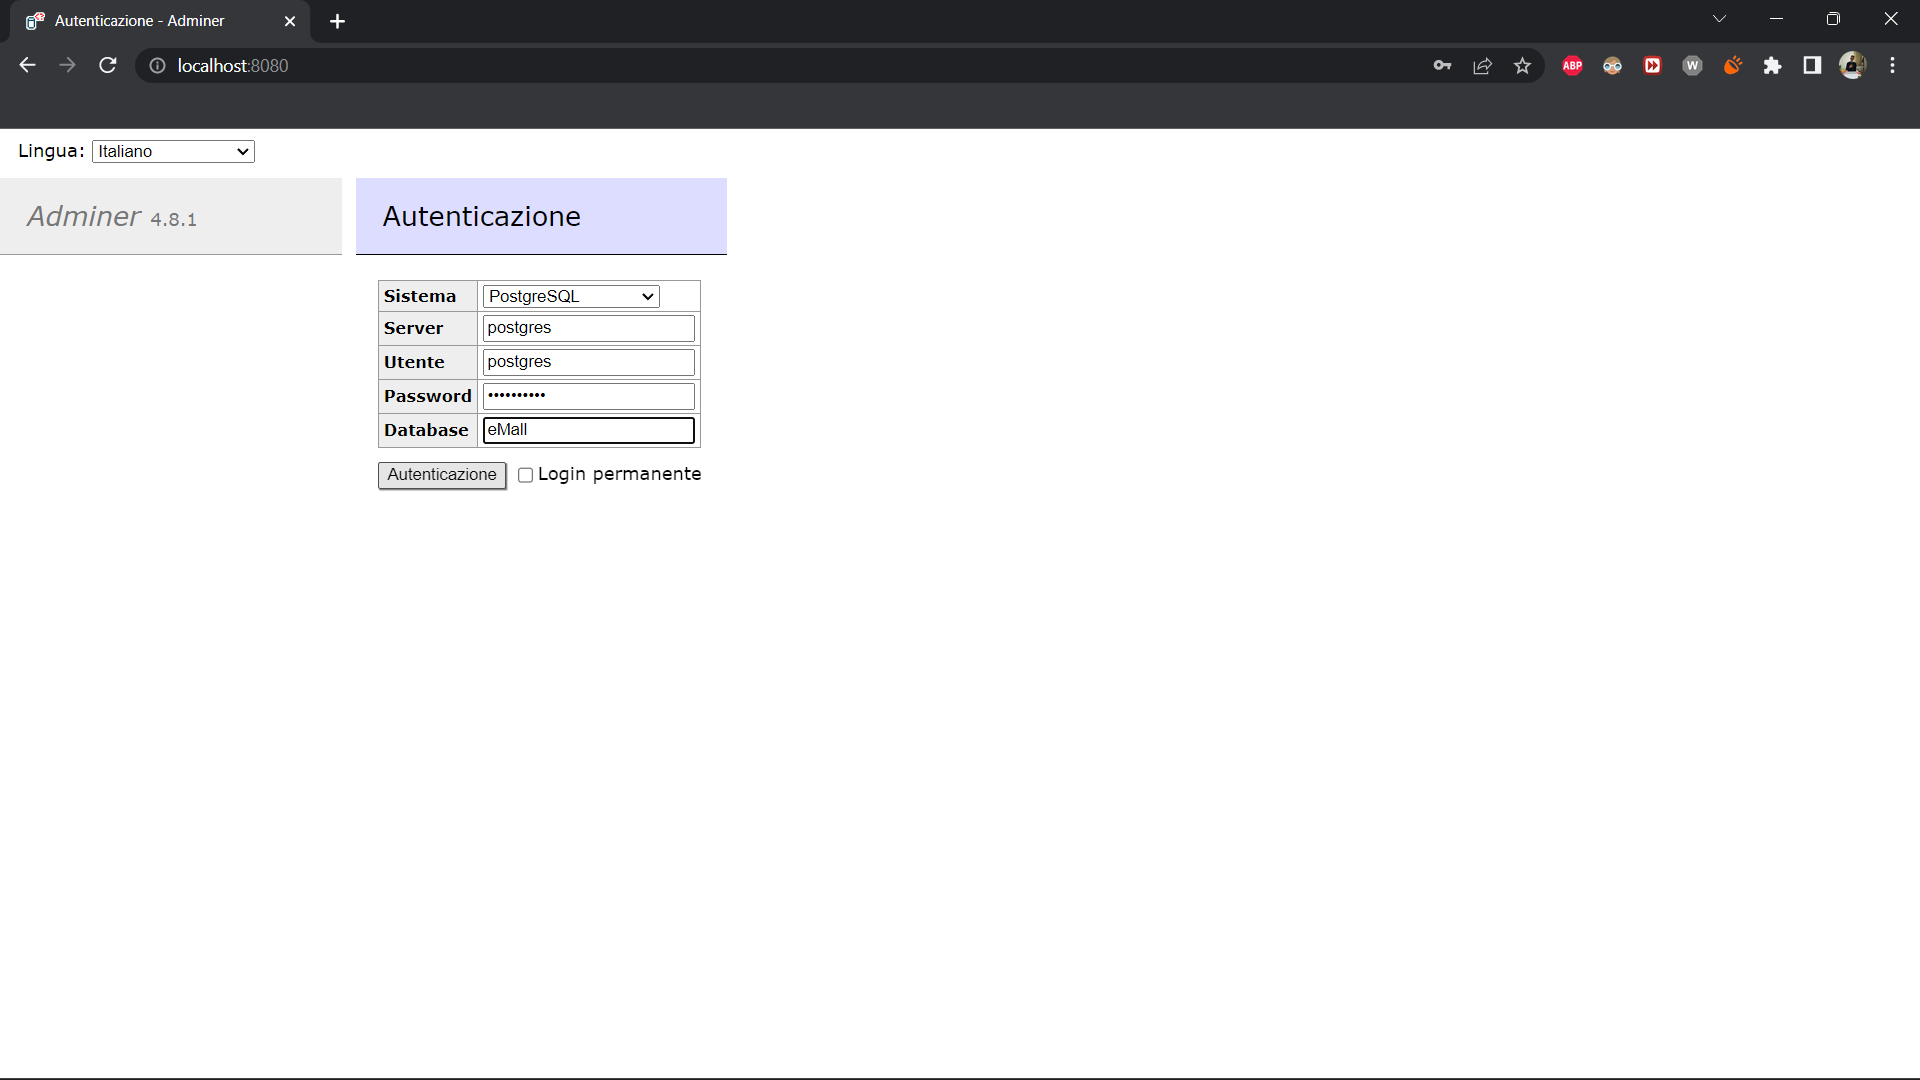 Autenticazione - Adminer
localhost:8080
ABP
W
Lingua: Italiano
Adminer 4.8.1
Autenticazione
Sistema PostgreSQL
Server postgres
Utente postgres
Password ••••••••••
Database eMall
Autenticazione Login permanente